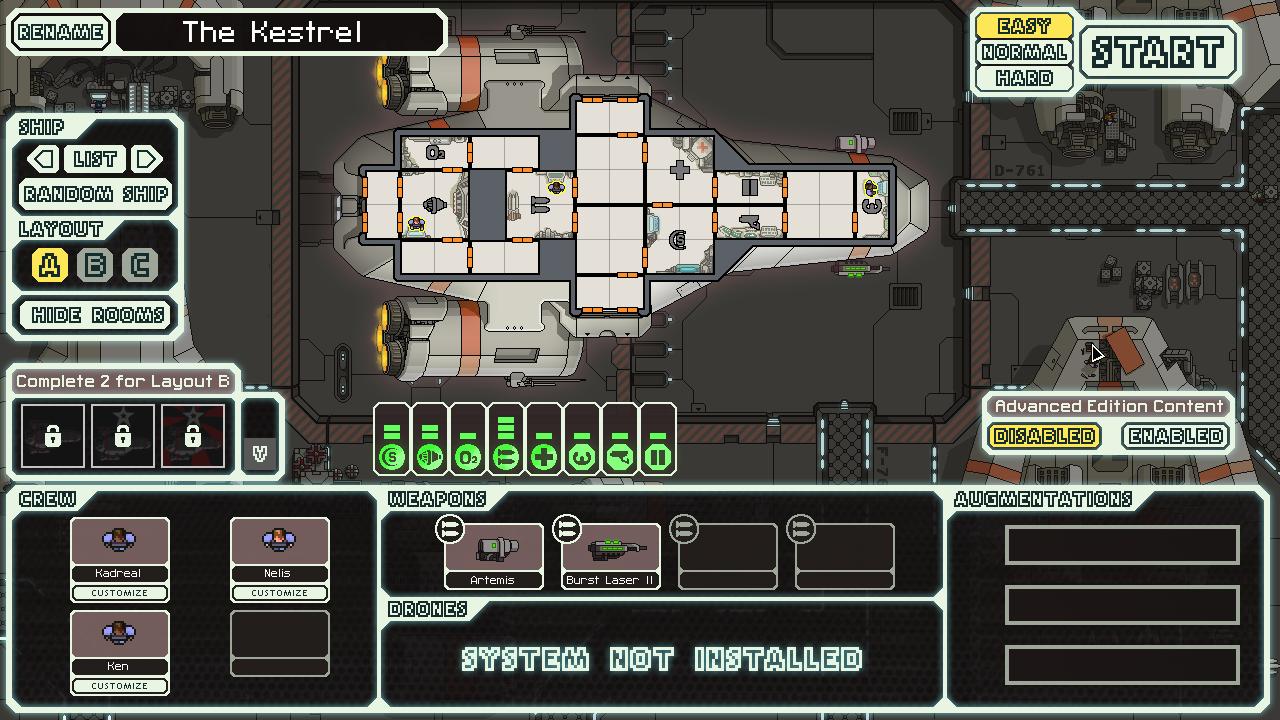 RENAME
The Kestrel
EASY
NORMAL
HARD
START
SHIP
LIST
RANDOM SHIP
LAYOUT
A B C
HIDE ROOMS
D-761
O2
Complete 2 for Layout B
Advanced Edition Content
DISABLED ENABLED
O2
CREW
Kadreal
CUSTOMIZE
Nelis
CUSTOMIZE
Ken
CUSTOMIZE
WEAPONS
Artemis
Burst Laser II
DRONES
SYSTEM NOT INSTALLED
AUGMENTATIONS